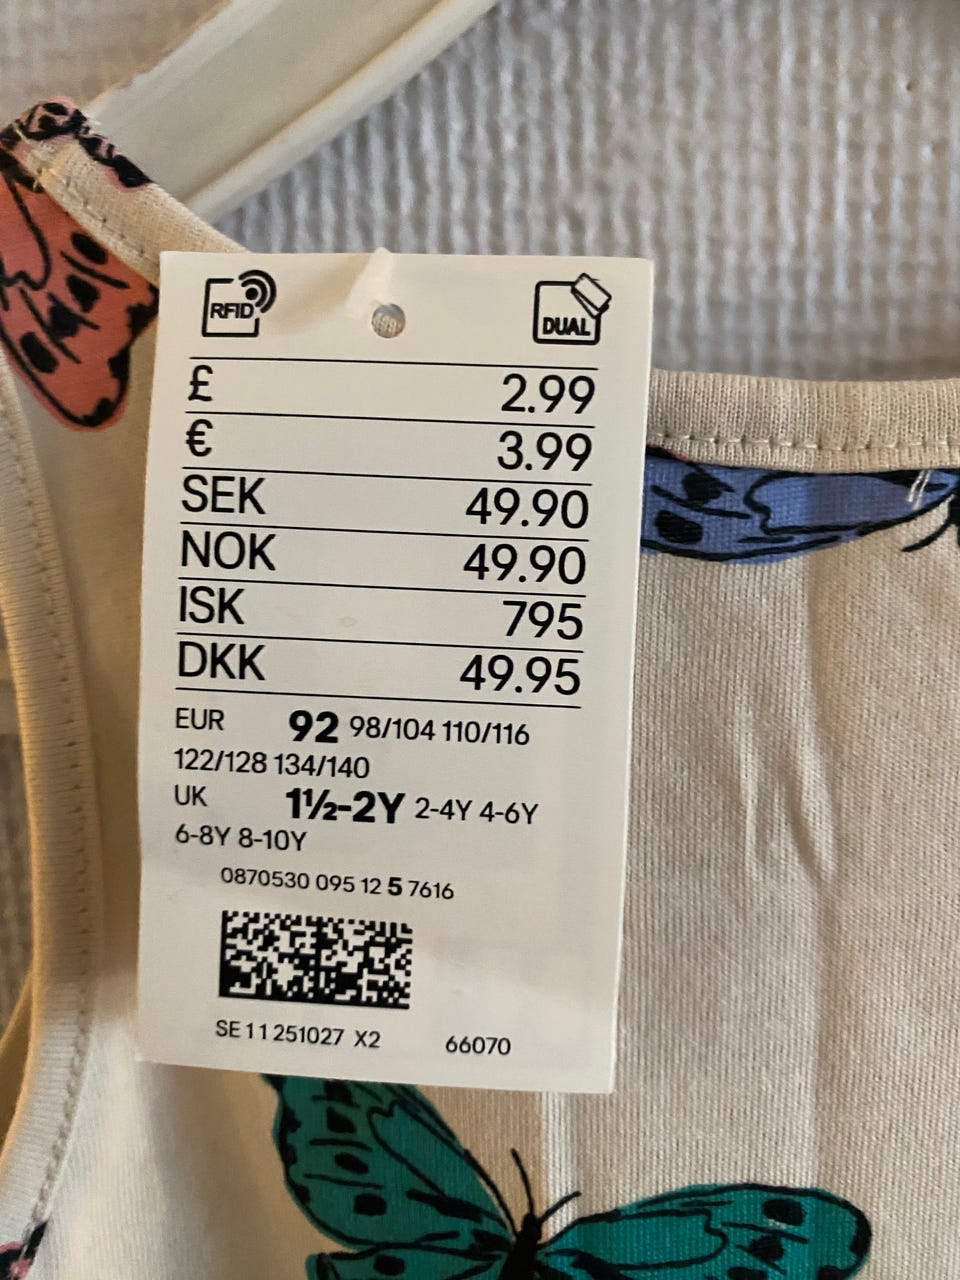 RFID DUAL
£ 2.99
€ 3.99
SEK 49.90
NOK 49.90
ISK 795
DKK 49.95
EUR 92 98/104 110/116
122/128 134/140
UK 1½-2Y 2-4Y 4-6Y
6-8Y 8-10Y
0870530 095 12 5 7616
SE 11 251027 X2 66070